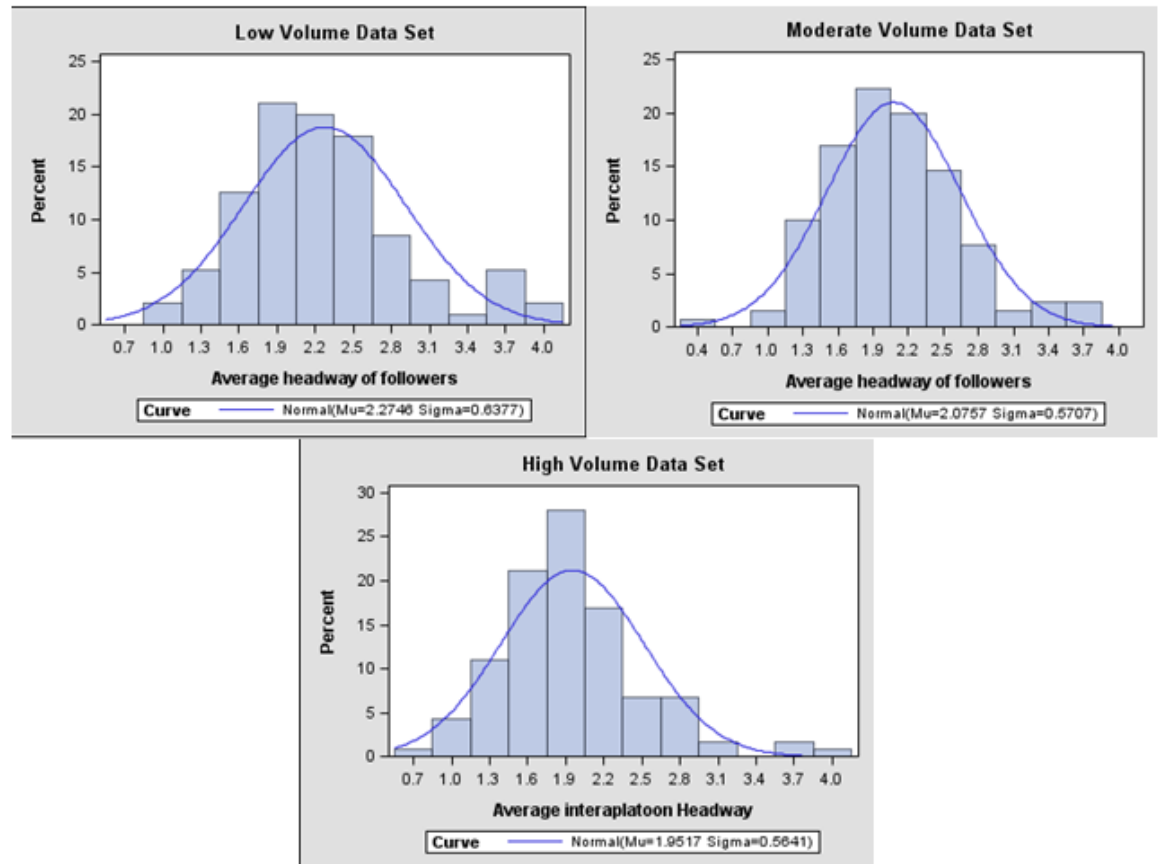 Low Volume Data Set
25
20
15
10
5
0
Percent
0.7 1.0 1.3 1.6 1.9 2.2 2.5 2.8 3.1 3.4 3.7 4.0
Average headway of followers
Curve Normal(Mu=2.2746 Sigma=0.6377)
Moderate Volume Data Set
25
20
15
10
5
0
Percent
0.4 0.7 1.0 1.3 1.6 1.9 2.2 2.5 2.8 3.1 3.4 3.7 4.0
Average headway of followers
Curve Normal(Mu=2.0757 Sigma=0.5707)
High Volume Data Set
30
25
20
15
10
5
0
Percent
0.7 1.0 1.3 1.6 1.9 2.2 2.5 2.8 3.1 3.4 3.7 4.0
Average interaplatoon Headway
Curve Normal(Mu=1.9517 Sigma=0.5641)